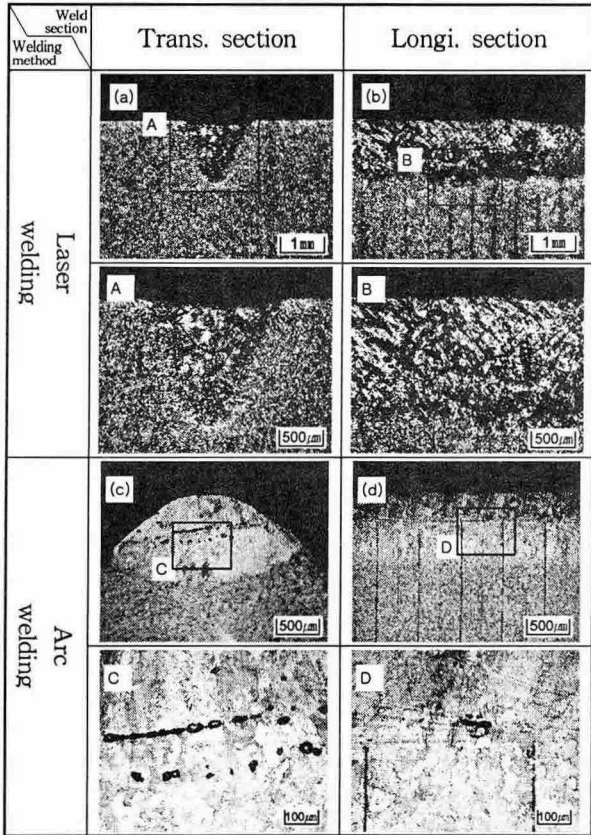 Weld
section
Welding
method
Trans. section
Longi. section
Laser
welding
(a)
A
1mm
(b)
B
1mm
A
500㎛
B
500㎛
Arc
welding
(c)
C
500㎛
(d)
D
500㎛
C
100㎛
D
100㎛